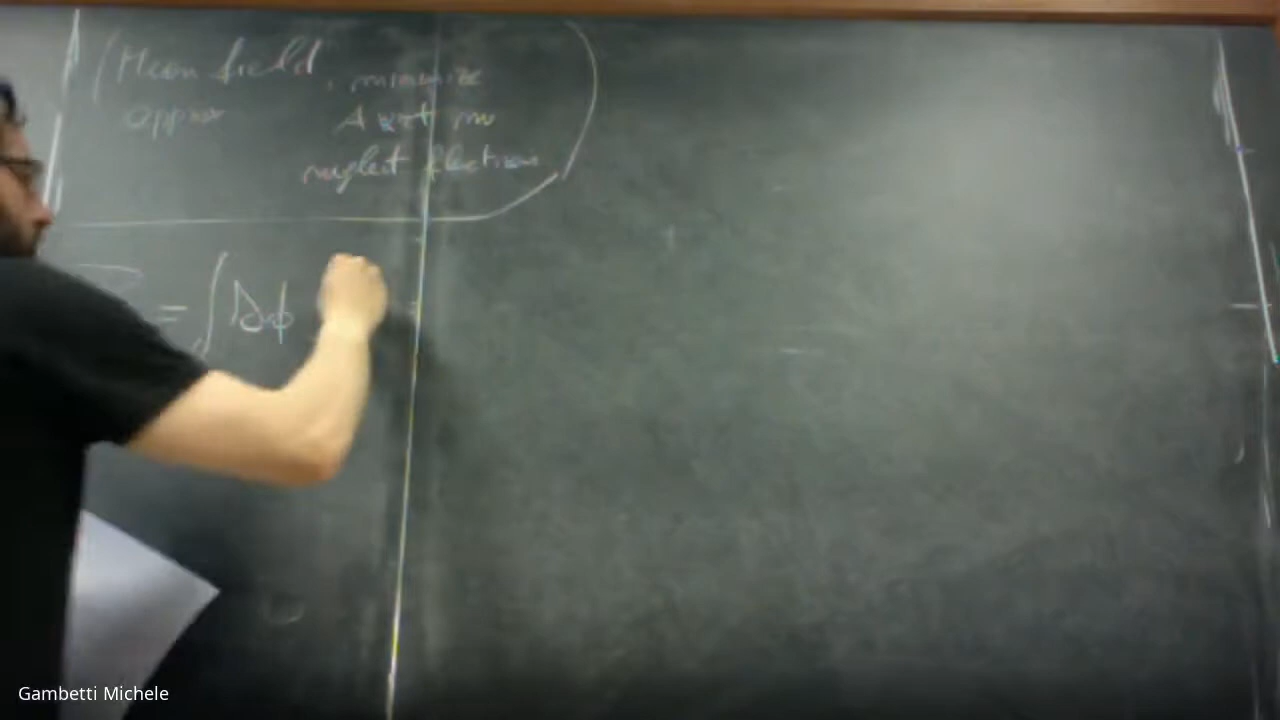 (Mean field, minimize
approx A wrt m
neglect fluctuations)
= ∫ Dϕ
Gambetti Michele